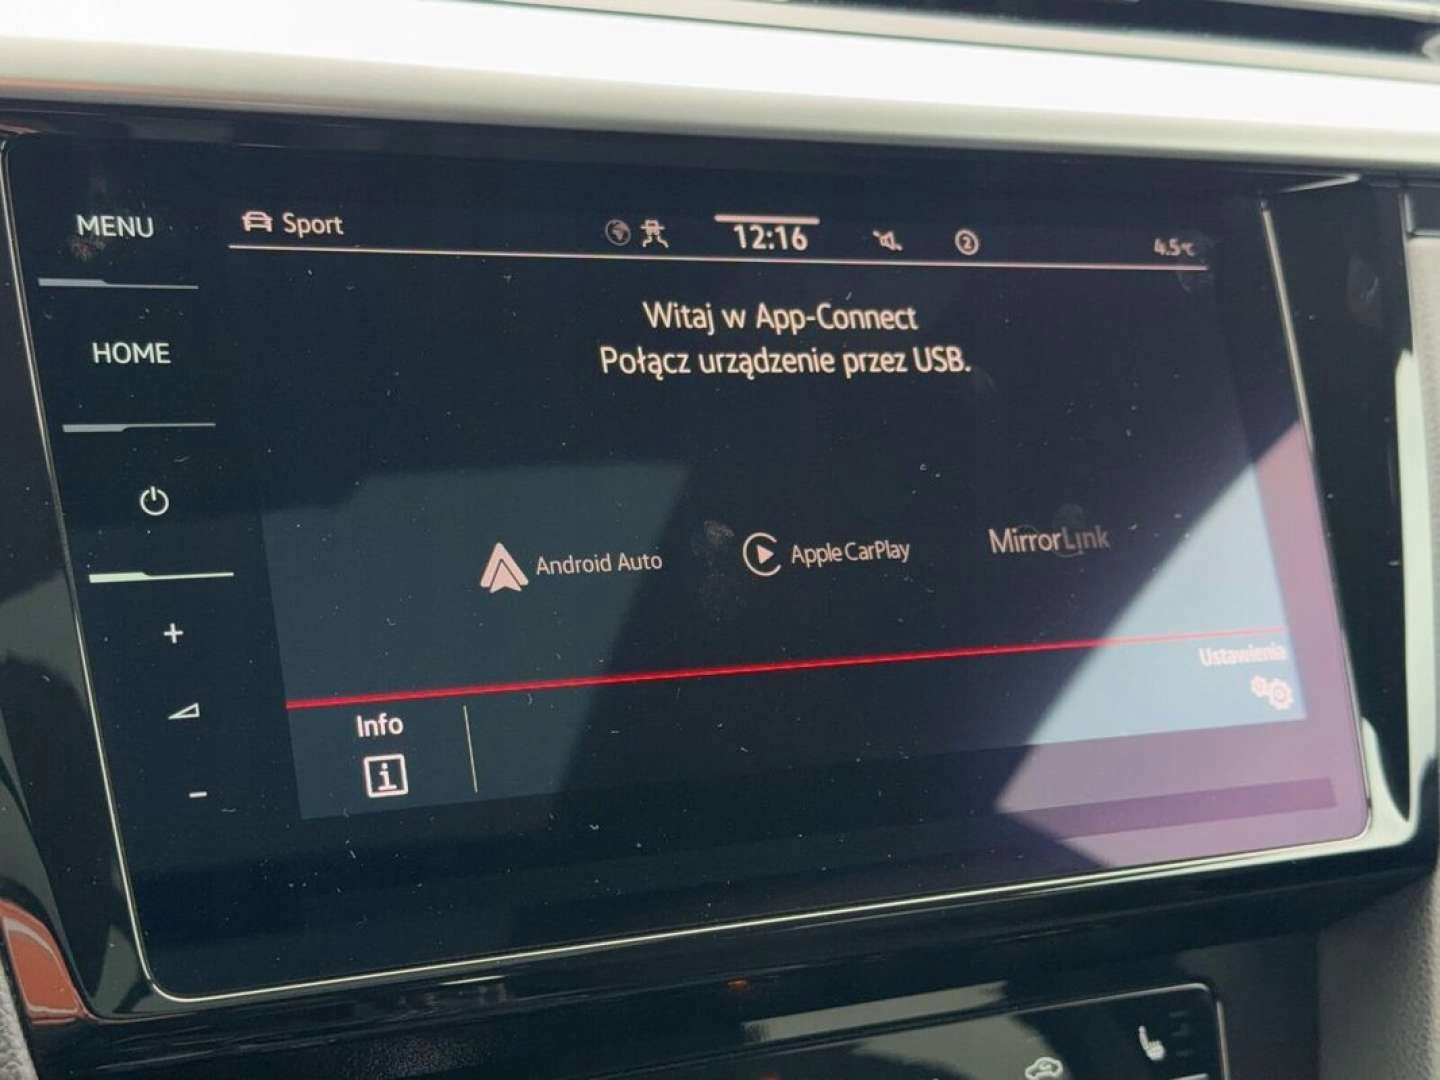 MENU
Sport
12:16
2
4.5°C
HOME
Witaj w App-Connect
Połącz urządzenie przez USB.
Android Auto
Apple CarPlay
MirrorLink
+
-
Info
i
Ustawienia